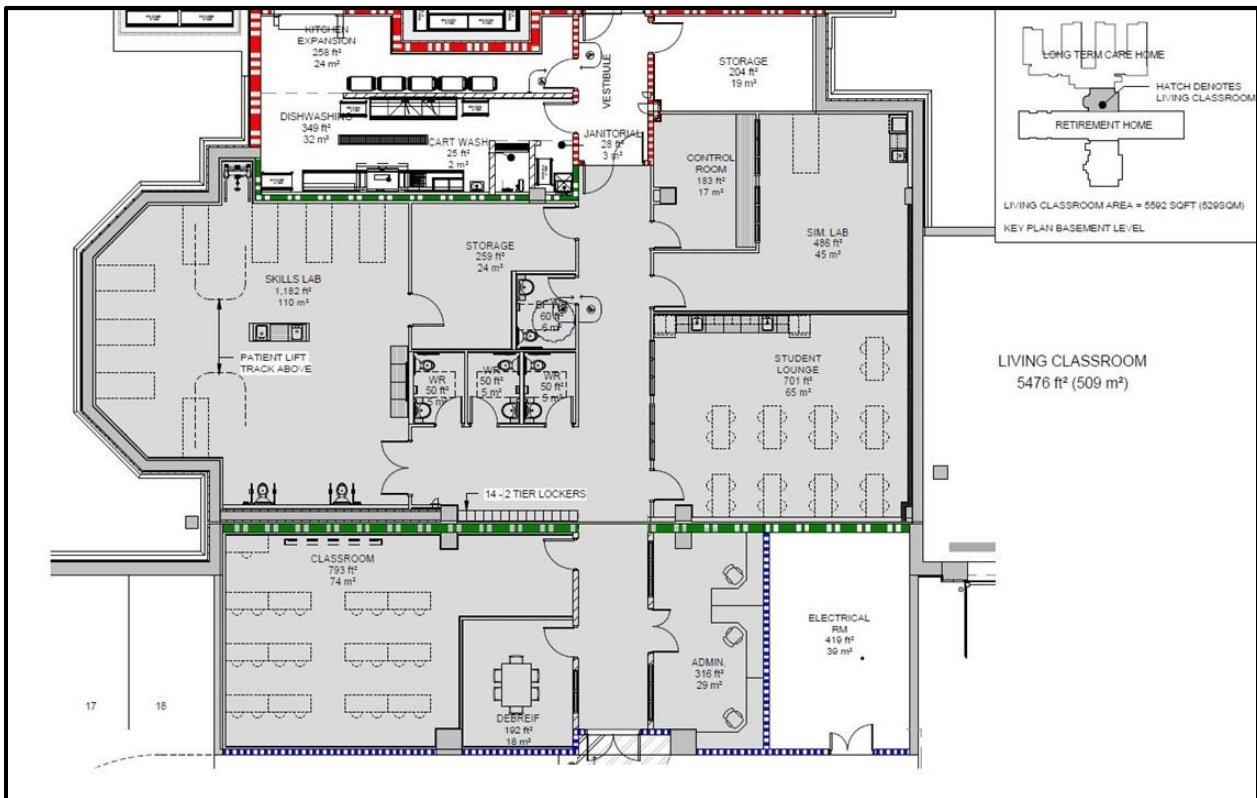 KITCHEN
EXPANSION
258 ft²
24 m²
DISHWASHING
349 ft²
32 m²
CART WASH
25 ft²
2 m²
VESTIBULE
JANITORIAL
28 ft²
3 m²
STORAGE
204 ft²
19 m²
CONTROL
ROOM
183 ft²
17 m²
SIM. LAB
486 ft²
45 m²
STORAGE
259 ft²
24 m²
SKILLS LAB
1,182 ft²
110 m²
PATIENT LIFT
TRACK ABOVE
60 ft²
6 m²
WR
50 ft²
5 m²
WR
50 ft²
5 m²
WR
50 ft²
5 m²
STUDENT
LOUNGE
701 ft²
65 m²
14 - 2 TIER LOCKERS
CLASSROOM
793 ft²
74 m²
DEBREIF
192 ft²
18 m²
ADMIN.
316 ft²
29 m²
ELECTRICAL
RM
419 ft²
39 m²
17
18
LONG TERM CARE HOME
HATCH DENOTES
LIVING CLASSROOM
RETIREMENT HOME
LIVING CLASSROOM AREA = 5592 SQFT (529SQM)
KEY PLAN BASEMENT LEVEL
LIVING CLASSROOM
5476 ft² (509 m²)